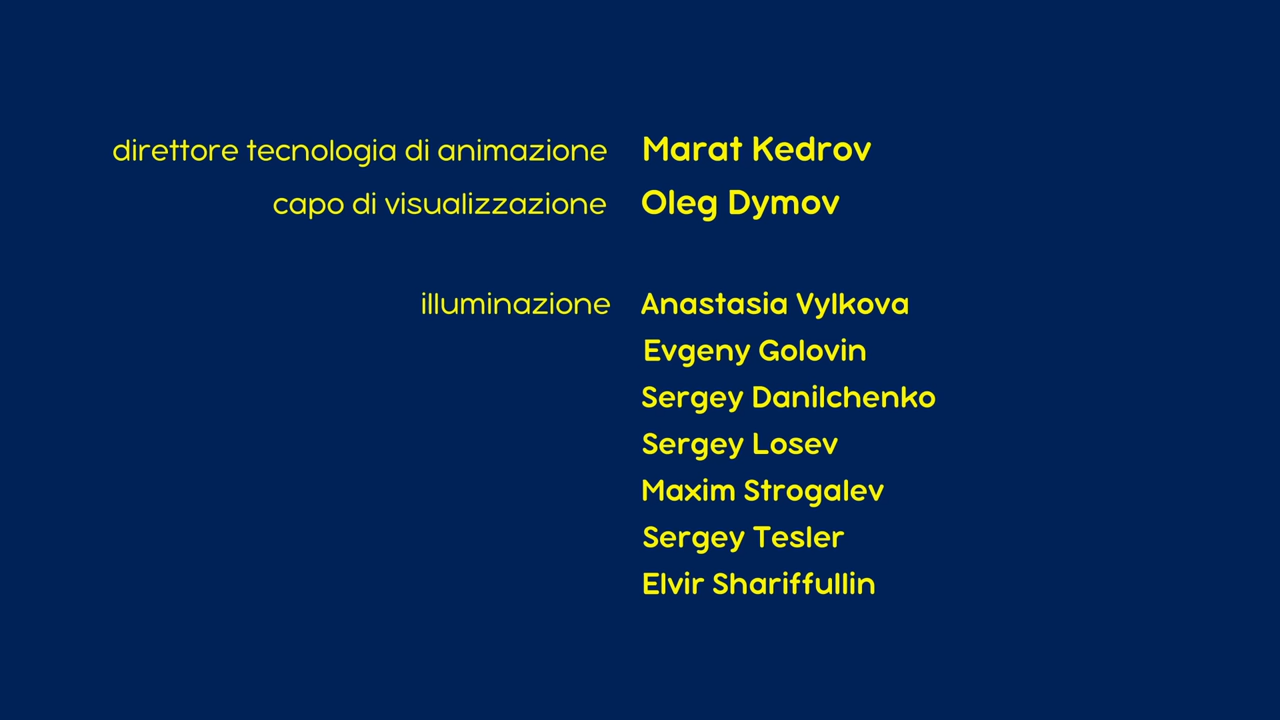 direttore tecnologia di animazione Marat Kedrov
capo di visualizzazione Oleg Dymov
illuminazione Anastasia Vylkova
Evgeny Golovin
Sergey Danilchenko
Sergey Losev
Maxim Strogalev
Sergey Tesler
Elvir Shariffullin